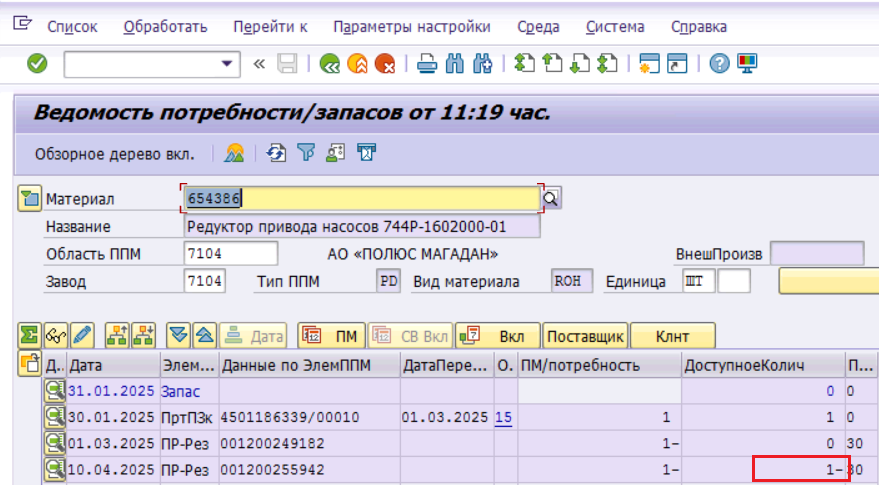 Список Обработать Перейти к Параметры настройки Среда Система Справка
Ведомость потребности/запасов от 11:19 час.
Обзорное дерево вкл.
Материал 654386
Название Редуктор привода насосов 744Р-1602000-01
Область ППМ 7104 АО «ПОЛЮС МАГАДАН» ВнешПроизв
Завод 7104 Тип ППМ PD Вид материала ROH Единица ШТ
Дата ПМ СВ Вкл Вкл Поставщик Клнт
Д.. Дата Элем... Данные по ЭлемППМ ДатаПере... О. ПМ/потребность ДоступноеКолич П...
31.01.2025 Запас 0 0
30.01.2025 ПртПЗк 4501186339/00010 01.03.2025 15 1 1 0
01.03.2025 ПР-Рез 001200249182 1- 0 30
10.04.2025 ПР-Рез 001200255942 1- 1- 30